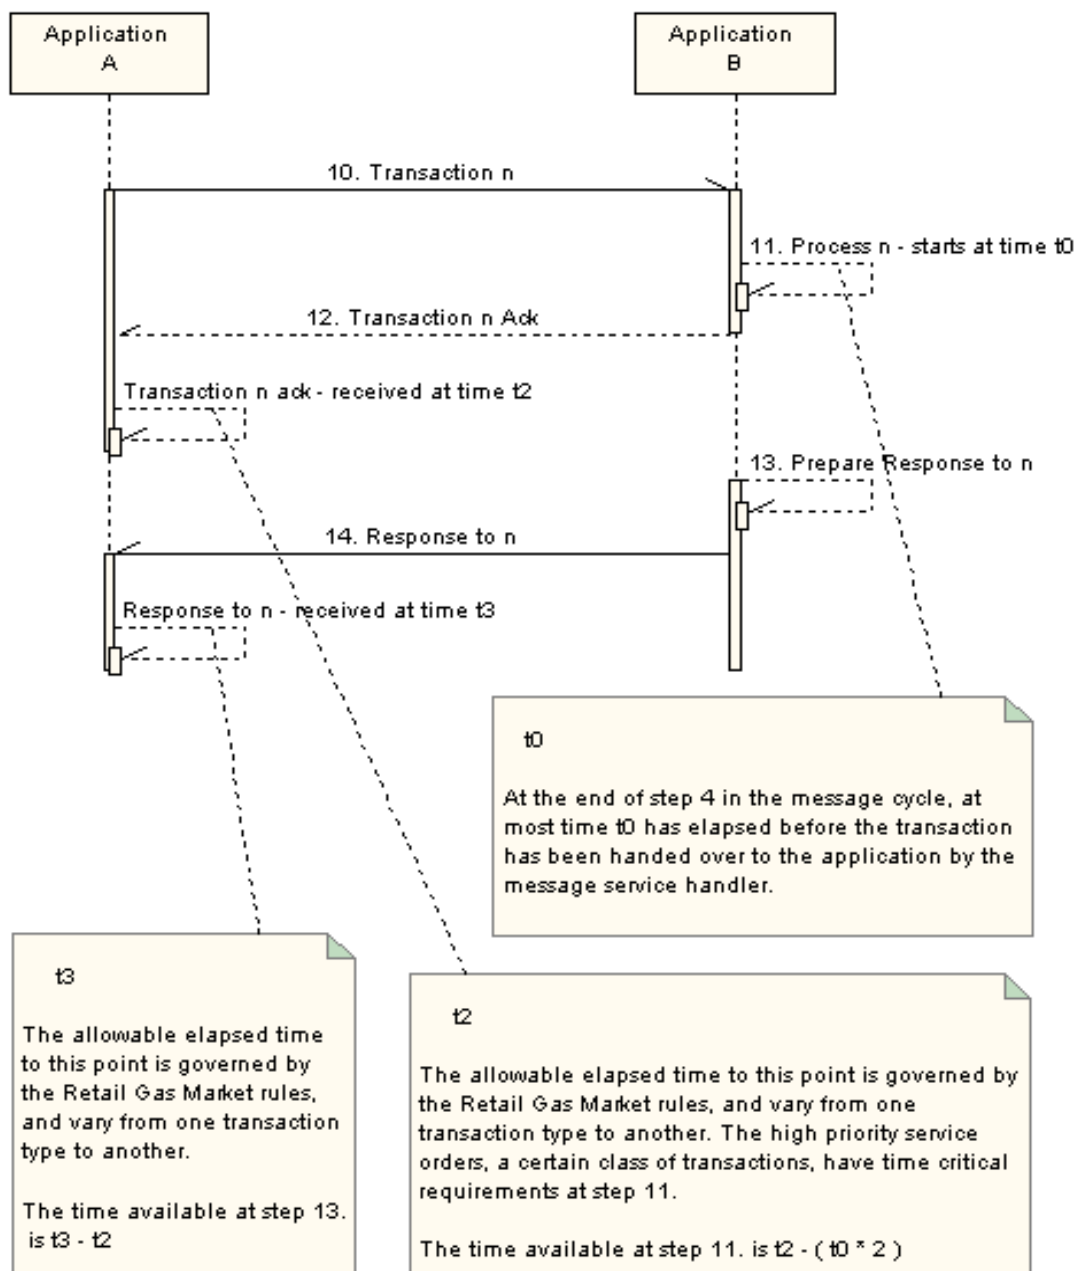 Application
A
Application
B
10. Transaction n
11. Process n - starts at time t0
12. Transaction n Ack
Transaction n ack - received at time t2
13. Prepare Response to n
14. Response to n
Response to n - received at time t3
t0
At the end of step 4 in the message cycle, at
most time t0 has elapsed before the transaction
has been handed over to the application by the
message service handler.
t3
The allowable elapsed time
to this point is governed by
the Retail Gas Market rules,
and vary from one transaction
type to another.
The time available at step 13.
is t3 - t2
t2
The allowable elapsed time to this point is governed by
the Retail Gas Market rules, and vary from one
transaction type to another. The high priority service
orders, a certain class of transactions, have time critical
requirements at step 11.
The time available at step 11. is t2 - ( t0 * 2 )